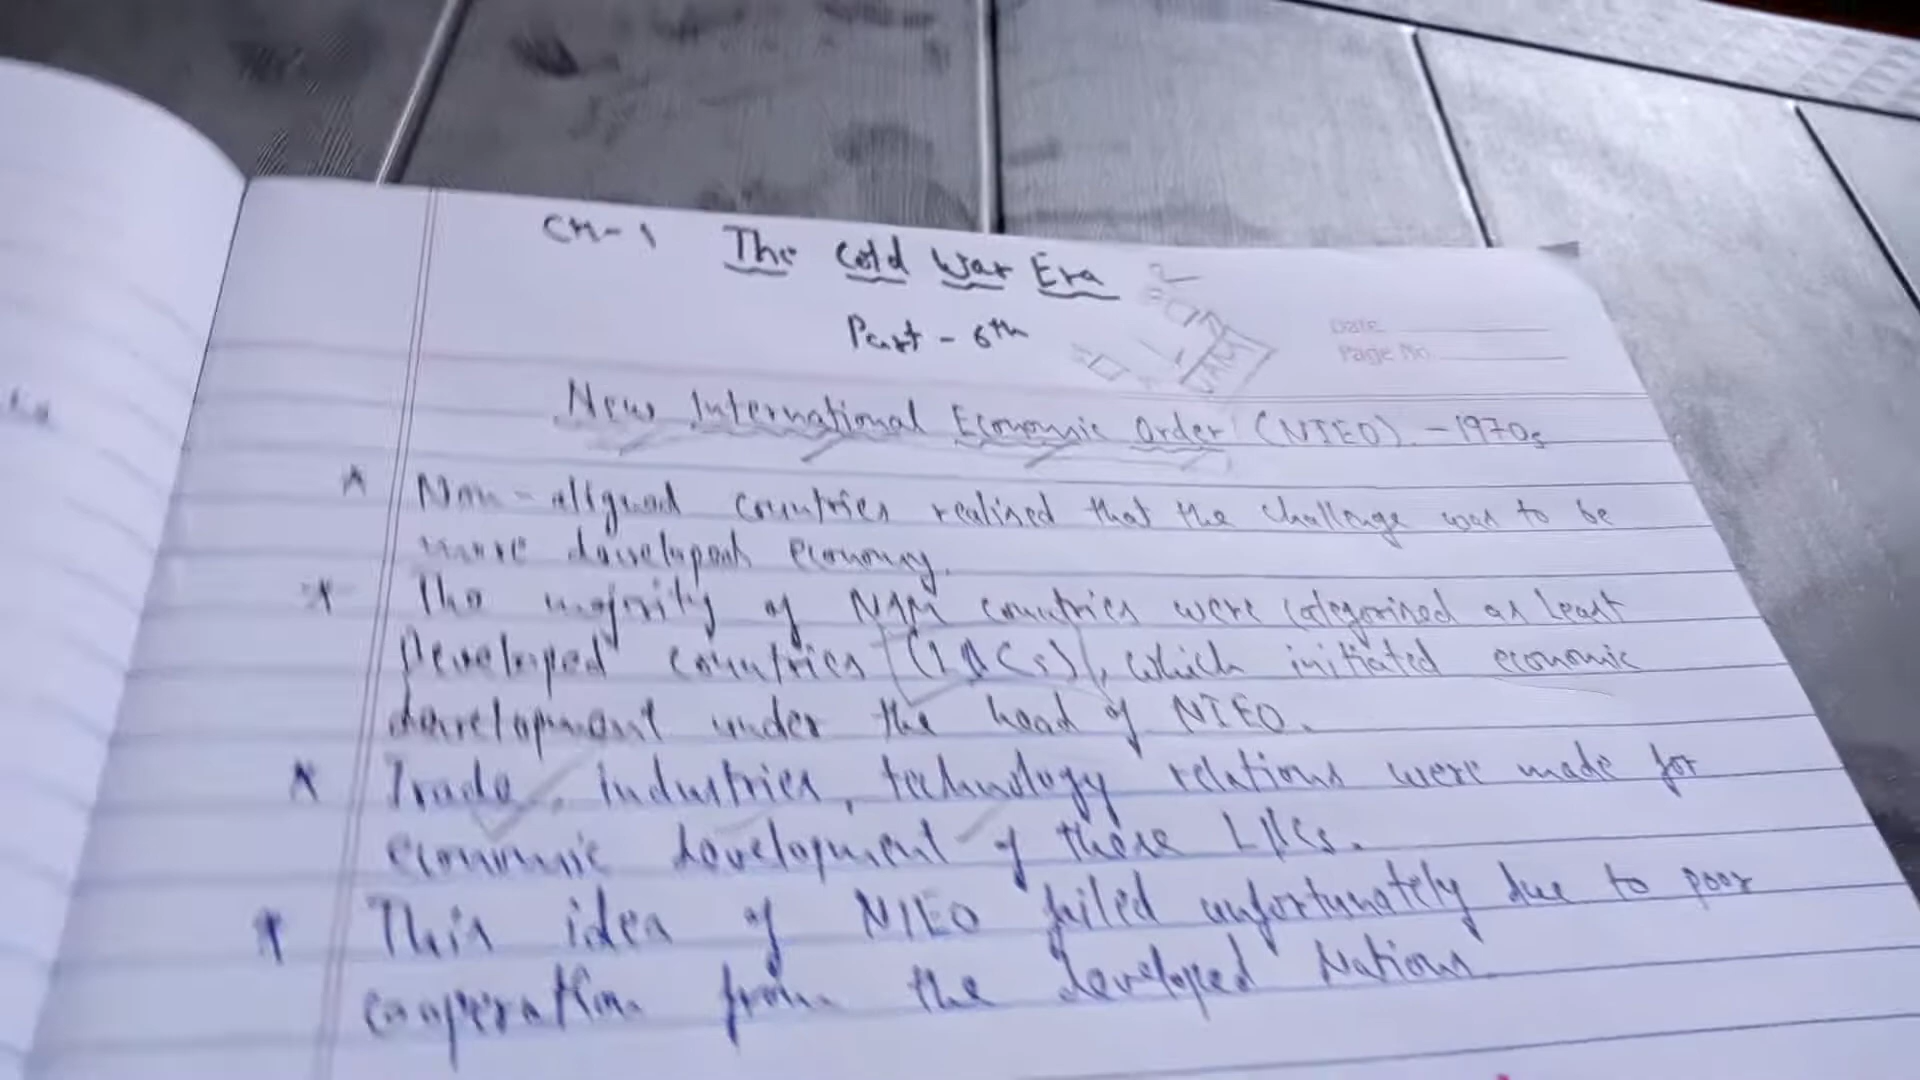 CH-1 The Cold War Era
Part - 6th
Date
Page No.
New International Economic Order (NIEO) - 1970s
* Non-aligned countries realised that the challenge was to be
more developed economy.
* The majority of NAM countries were categorised as Least
Developed countries (LDCs), which initiated economic
development under the head of NIEO.
* Trade, industries, technology relations were made for
economic development of these LDCs.
* This idea of NIEO failed unfortunately due to poor
cooperation from the developed Nations